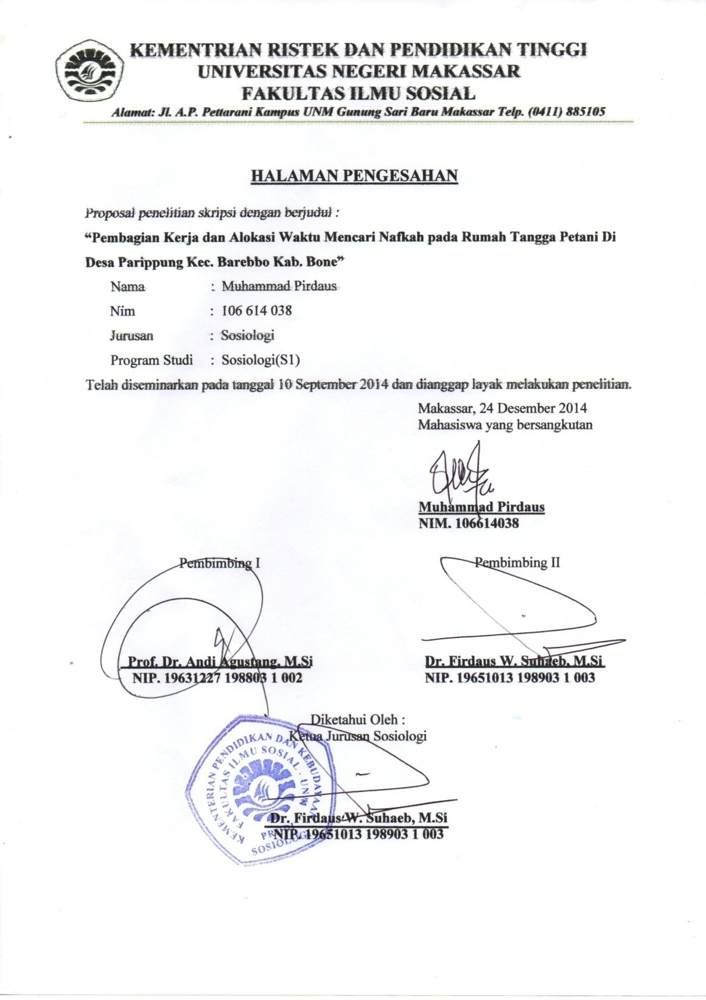 KEMENTRIAN RISTEK DAN PENDIDIKAN TINGGI
UNIVERSITAS NEGERI MAKASSAR
FAKULTAS ILMU SOSIAL
Alamat: Jl. A.P. Pettarani Kampus UNM Gunung Sari Baru Makassar Telp. (0411) 885105
HALAMAN PENGESAHAN
Proposal penelitian skripsi dengan berjudul :
“Pembagian Kerja dan Alokasi Waktu Mencari Nafkah pada Rumah Tangga Petani Di
Desa Parippung Kec. Barebbo Kab. Bone”
Nama : Muhammad Pirdaus
Nim : 106 614 038
Jurusan : Sosiologi
Program Studi : Sosiologi(S1)
Telah diseminarkan pada tanggal 10 September 2014 dan dianggap layak melakukan penelitian.
Makassar, 24 Desember 2014
Mahasiswa yang bersangkutan
Muhammad Pirdaus
NIM. 106614038
Pembimbing I Pembimbing II
Prof. Dr. Andi Agustang, M.Si Dr. Firdaus W. Suhaeb, M.Si
NIP. 19631227 198803 1 002 NIP. 19651013 198903 1 003
Diketahui Oleh :
Ketua Jurusan Sosiologi
KEMENTERIAN PENDIDIKAN DAN KEBUDAYAAN
FAKULTAS ILMU SOSIAL - UNM
PRODI
SOSIOLOGI
Dr. Firdaus W. Suhaeb, M.Si
NIP. 19651013 198903 1 003